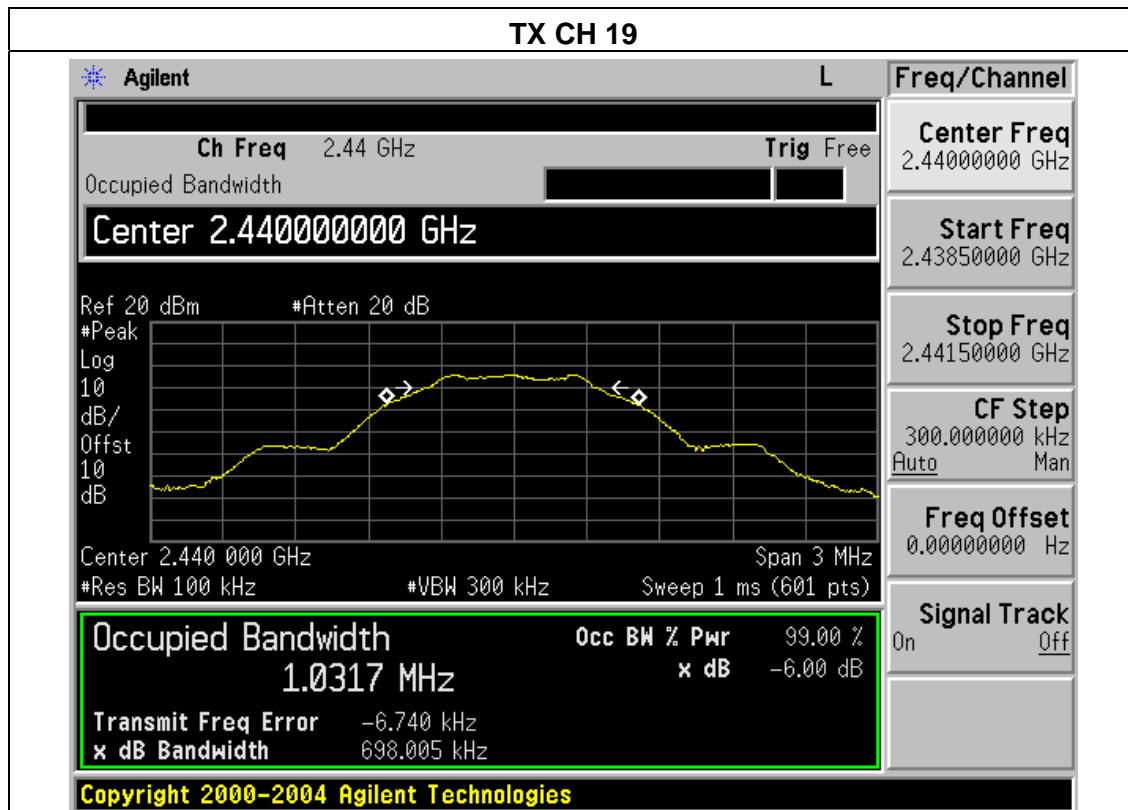 TX CH 19
Agilent L Freq/Channel
Ch Freq 2.44 GHz Trig Free
Occupied Bandwidth
Center 2.440000000 GHz
Ref 20 dBm #Atten 20 dB
#Peak
Log
10
dB/
Offst
10
dB
Center 2.440 000 GHz Span 3 MHz
#Res BW 100 kHz #VBW 300 kHz Sweep 1 ms (601 pts)
Occupied Bandwidth
1.0317 MHz
Occ BW % Pwr 99.00 %
x dB -6.00 dB
Transmit Freq Error -6.740 kHz
x dB Bandwidth 698.005 kHz
Center Freq
2.44000000 GHz
Start Freq
2.43850000 GHz
Stop Freq
2.44150000 GHz
CF Step
300.000000 kHz
Auto Man
Freq Offset
0.00000000 Hz
Signal Track
On Off
Copyright 2000-2004 Agilent Technologies